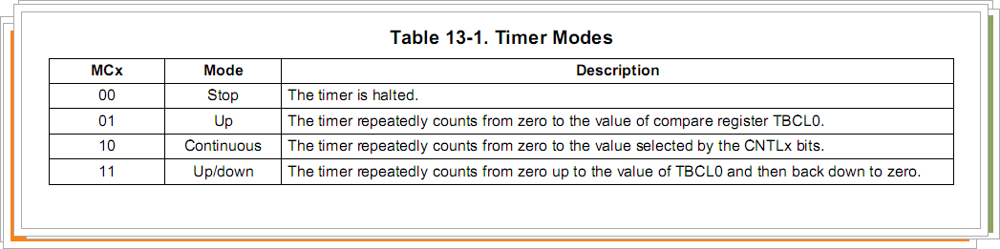 Table 13-1. Timer Modes
MCx Mode Description
00 Stop The timer is halted.
01 Up The timer repeatedly counts from zero to the value of compare register TBCL0.
10 Continuous The timer repeatedly counts from zero to the value selected by the CNTLx bits.
11 Up/down The timer repeatedly counts from zero up to the value of TBCL0 and then back down to zero.